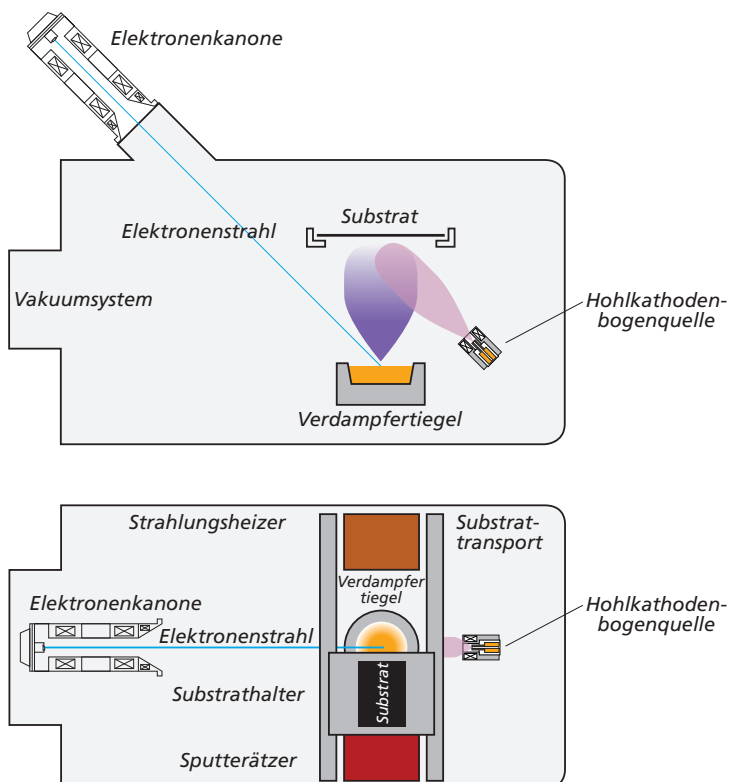 Elektronenkanone
Elektronenstrahl
Substrat
Vakuumsystem
Hohlkathoden-
bogenquelle
Verdampfertiegel
Strahlungsheizer
Substrat-
transport
Verdampfer
tiegel
Elektronenkanone
Elektronenstrahl
Hohlkathoden-
bogenquelle
Substrathalter
Substrat
Sputterätzer